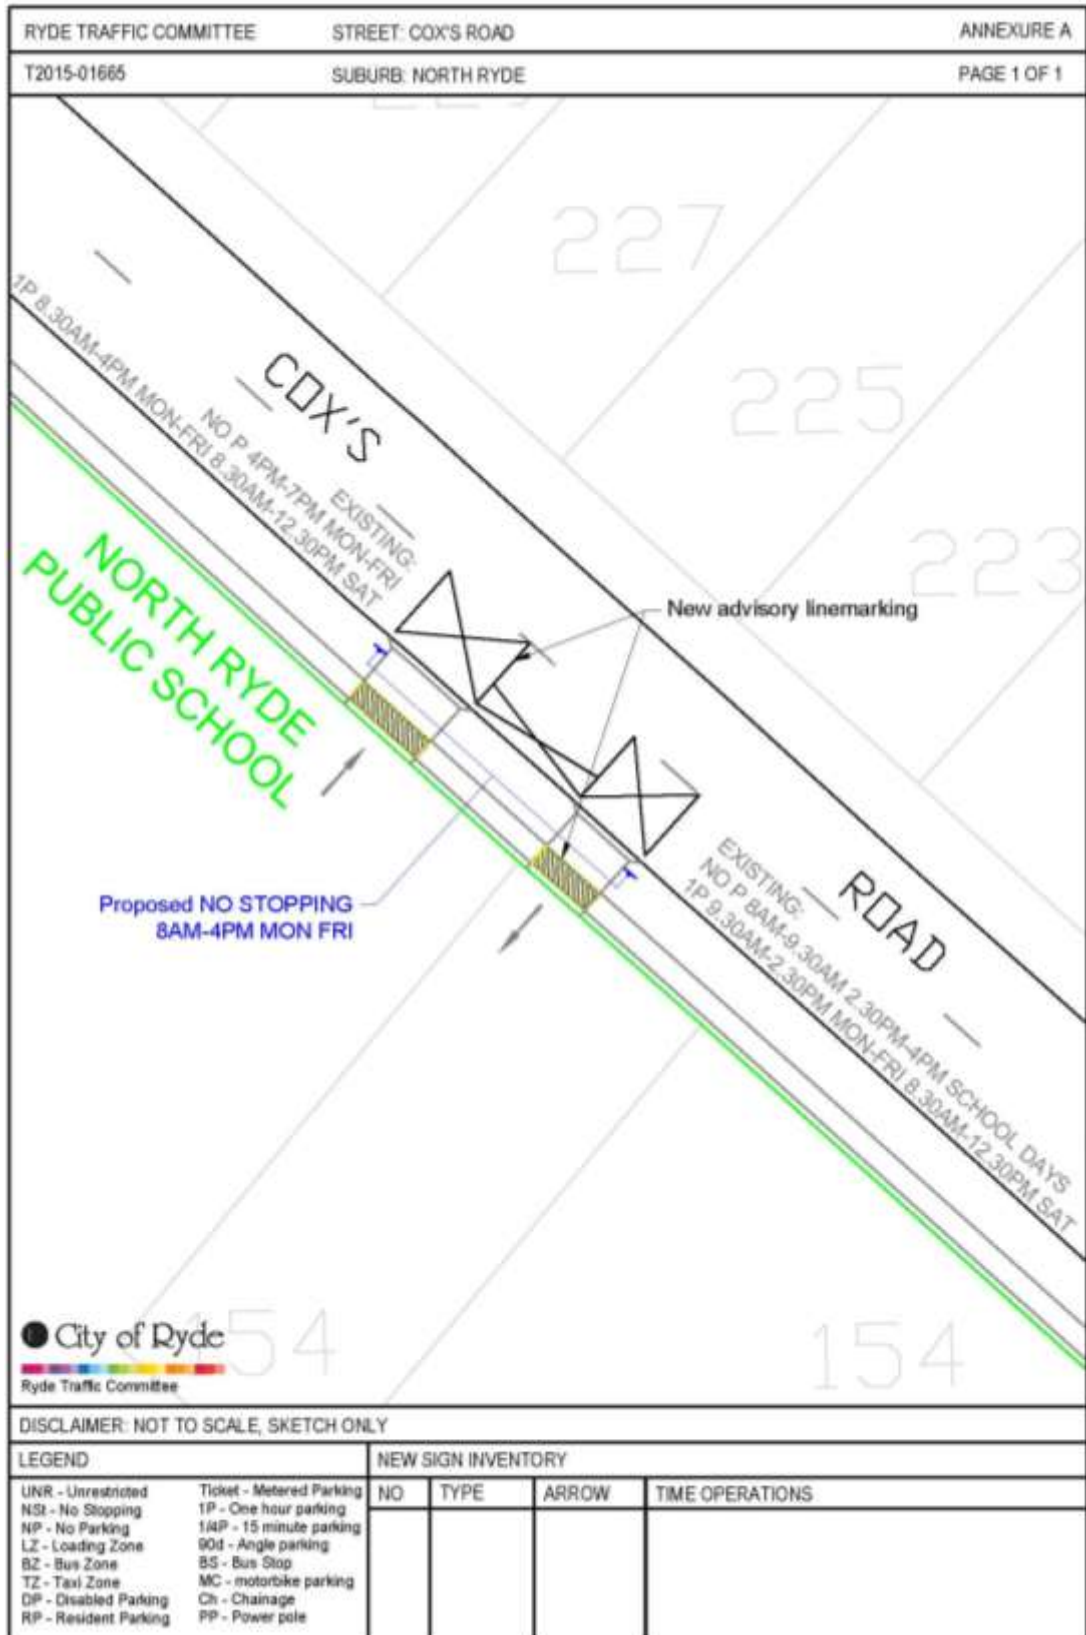 RYDE TRAFFIC COMMITTEE STREET: COX'S ROAD ANNEXURE A
T2015-01665 SUBURB: NORTH RYDE PAGE 1 OF 1
227
225
223
COX'S
1P 8.30AM-4PM MON-FRI 8.30AM-12.30PM SAT
NO P 4PM-7PM MON-FRI
EXISTING:
NORTH RYDE
PUBLIC SCHOOL
New advisory linemarking
Proposed NO STOPPING
8AM-4PM MON FRI
ROAD
EXISTING:
NO P 8AM-9.30AM 2.30PM-4PM SCHOOL DAYS
1P 9.30AM-2.30PM MON-FRI 8.30AM-12.30PM SAT
154
154
City of Ryde
Ryde Traffic Committee
DISCLAIMER: NOT TO SCALE, SKETCH ONLY
LEGEND
UNR - Unrestricted
NSt - No Stopping
NP - No Parking
LZ - Loading Zone
BZ - Bus Zone
TZ - Taxi Zone
DP - Disabled Parking
RP - Resident Parking
Ticket - Metered Parking
1P - One hour parking
1/4P - 15 minute parking
90d - Angle parking
BS - Bus Stop
MC - motorbike parking
Ch - Chainage
PP - Power pole
NEW SIGN INVENTORY
NO TYPE ARROW TIME OPERATIONS